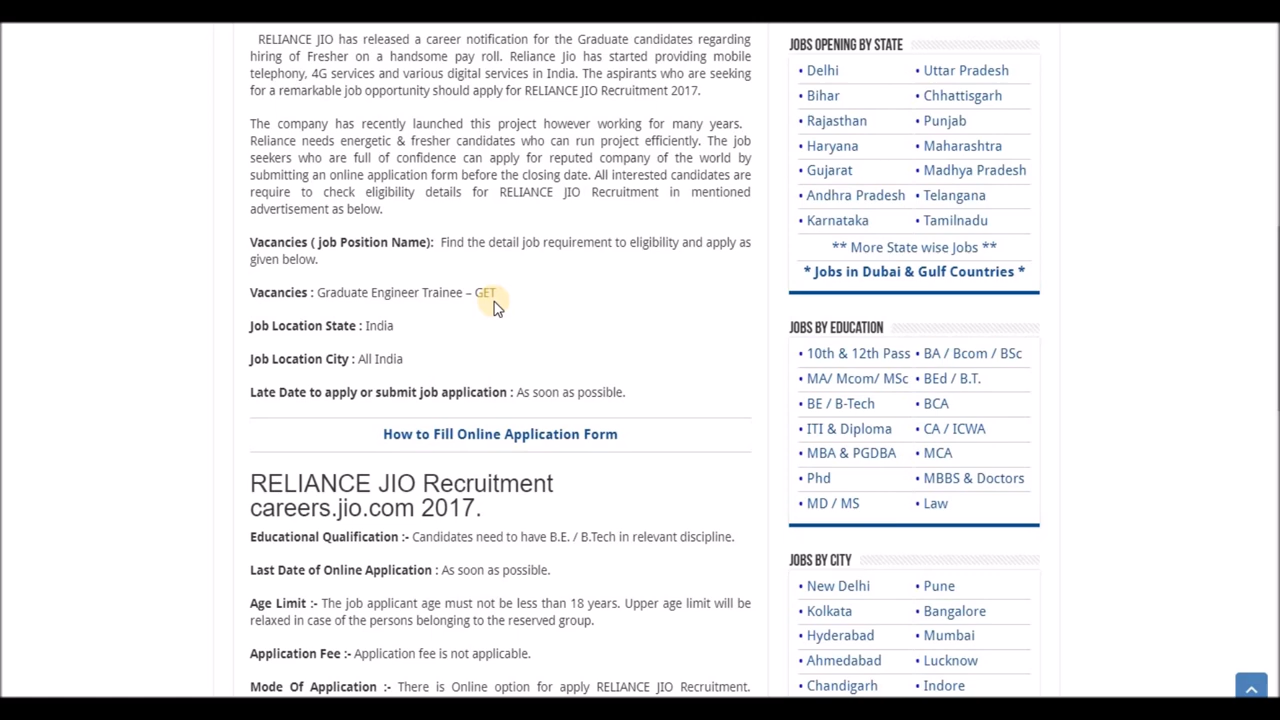 RELIANCE JIO has released a career notification for the Graduate candidates regarding
hiring of Fresher on a handsome pay roll. Reliance Jio has started providing mobile
telephony, 4G services and various digital services in India. The aspirants who are seeking
for a remarkable job opportunity should apply for RELIANCE JIO Recruitment 2017.
The company has recently launched this project however working for many years.
Reliance needs energetic & fresher candidates who can run project efficiently. The job
seekers who are full of confidence can apply for reputed company of the world by
submitting an online application form before the closing date. All interested candidates are
require to check eligibility details for RELIANCE JIO Recruitment in mentioned
advertisement as below.
Vacancies ( job Position Name): Find the detail job requirement to eligibility and apply as
given below.
Vacancies : Graduate Engineer Trainee – GET
Job Location State : India
Job Location City : All India
Late Date to apply or submit job application : As soon as possible.
How to Fill Online Application Form
RELIANCE JIO Recruitment
careers.jio.com 2017.
Educational Qualification :- Candidates need to have B.E. / B.Tech in relevant discipline.
Last Date of Online Application : As soon as possible.
Age Limit :- The job applicant age must not be less than 18 years. Upper age limit will be
relaxed in case of the persons belonging to the reserved group.
Application Fee :- Application fee is not applicable.
Mode Of Application :- There is Online option for apply RELIANCE JIO Recruitment.
JOBS OPENING BY STATE
• Delhi • Uttar Pradesh
• Bihar • Chhattisgarh
• Rajasthan • Punjab
• Haryana • Maharashtra
• Gujarat • Madhya Pradesh
• Andhra Pradesh • Telangana
• Karnataka • Tamilnadu
** More State wise Jobs **
* Jobs in Dubai & Gulf Countries *
JOBS BY EDUCATION
• 10th & 12th Pass • BA / Bcom / BSc
• MA/ Mcom/ MSc • BEd / B.T.
• BE / B-Tech • BCA
• ITI & Diploma • CA / ICWA
• MBA & PGDBA • MCA
• Phd • MBBS & Doctors
• MD / MS • Law
JOBS BY CITY
• New Delhi • Pune
• Kolkata • Bangalore
• Hyderabad • Mumbai
• Ahmedabad • Lucknow
• Chandigarh • Indore